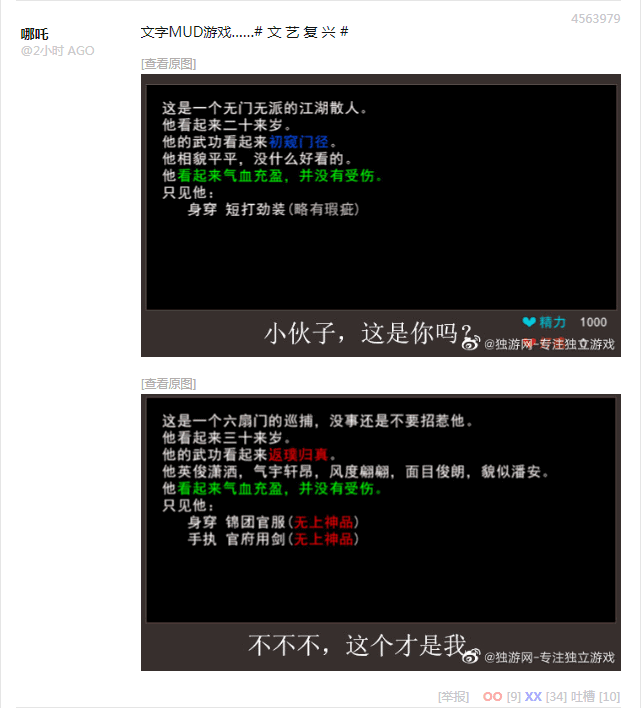 4563979
哪吒
@2小时 AGO
文字MUD游戏......# 文 艺 复 兴 #
[查看原图]
这是一个无门无派的江湖散人。
他看起来二十来岁。
他的武功看起来初窥门径。
他相貌平平，没什么好看的。
他看起来气血充盈，并没有受伤。
只见他：
身穿 短打劲装(略有瑕疵)
精力 1000
小伙子，这是你吗？
@独游网-专注独立游戏
[查看原图]
这是一个六扇门的巡捕，没事还是不要招惹他。
他看起来三十来岁。
他的武功看起来返璞归真。
他英俊潇洒，气宇轩昂，风度翩翩，面目俊朗，貌似潘安。
他看起来气血充盈，并没有受伤。
只见他：
身穿 锦团官服(无上神品)
手执 官府用剑(无上神品)
不不不，这个才是我
@独游网-专注独立游戏
[举报] OO [9] XX [34] 吐槽 [10]